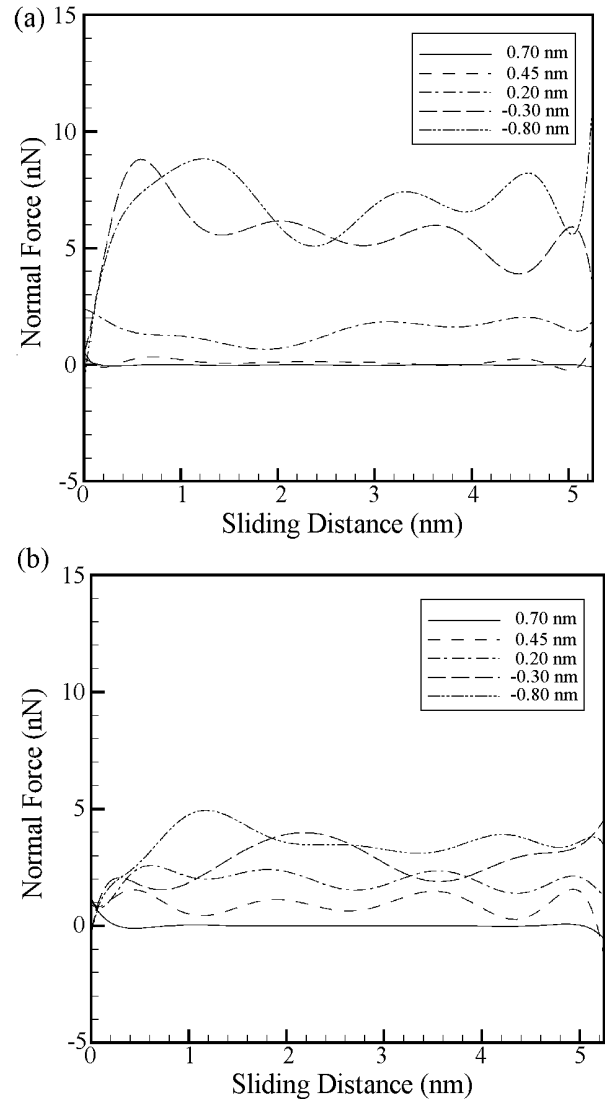 (a)
15
10
5
0
-5
Normal Force (nN)
0.70 nm
0.45 nm
0.20 nm
-0.30 nm
-0.80 nm
0 1 2 3 4 5
Sliding Distance (nm)
(b)
15
10
5
0
-5
Normal Force (nN)
0.70 nm
0.45 nm
0.20 nm
-0.30 nm
-0.80 nm
0 1 2 3 4 5
Sliding Distance (nm)